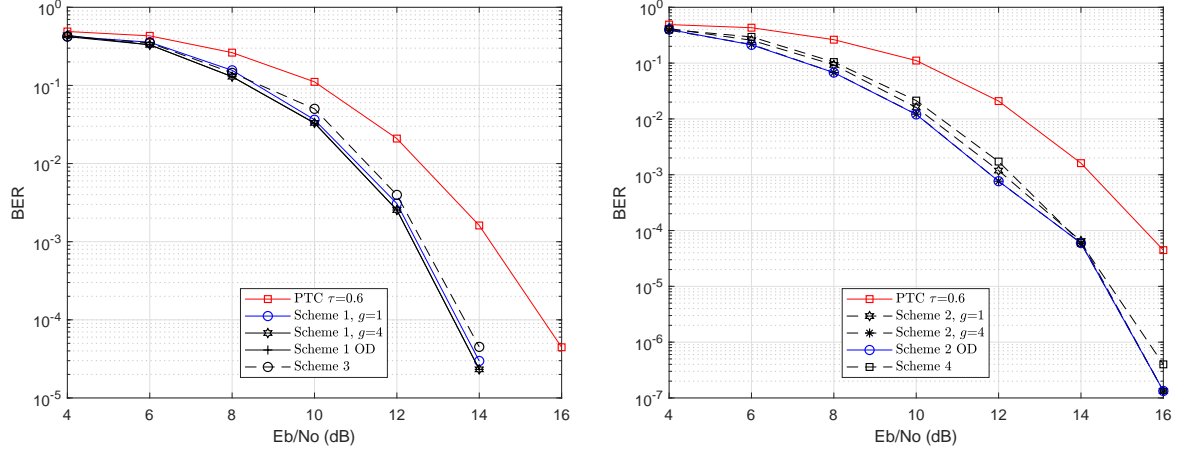 10^0
10^-1
10^-2
10^-3
10^-4
10^-5
BER
4 6 8 10 12 14 16
Eb/No (dB)
PTC τ=0.6
Scheme 1, g=1
Scheme 1, g=4
Scheme 1 OD
Scheme 3
10^0
10^-1
10^-2
10^-3
10^-4
10^-5
10^-6
10^-7
BER
4 6 8 10 12 14 16
Eb/No (dB)
PTC τ=0.6
Scheme 2, g=1
Scheme 2, g=4
Scheme 2 OD
Scheme 4